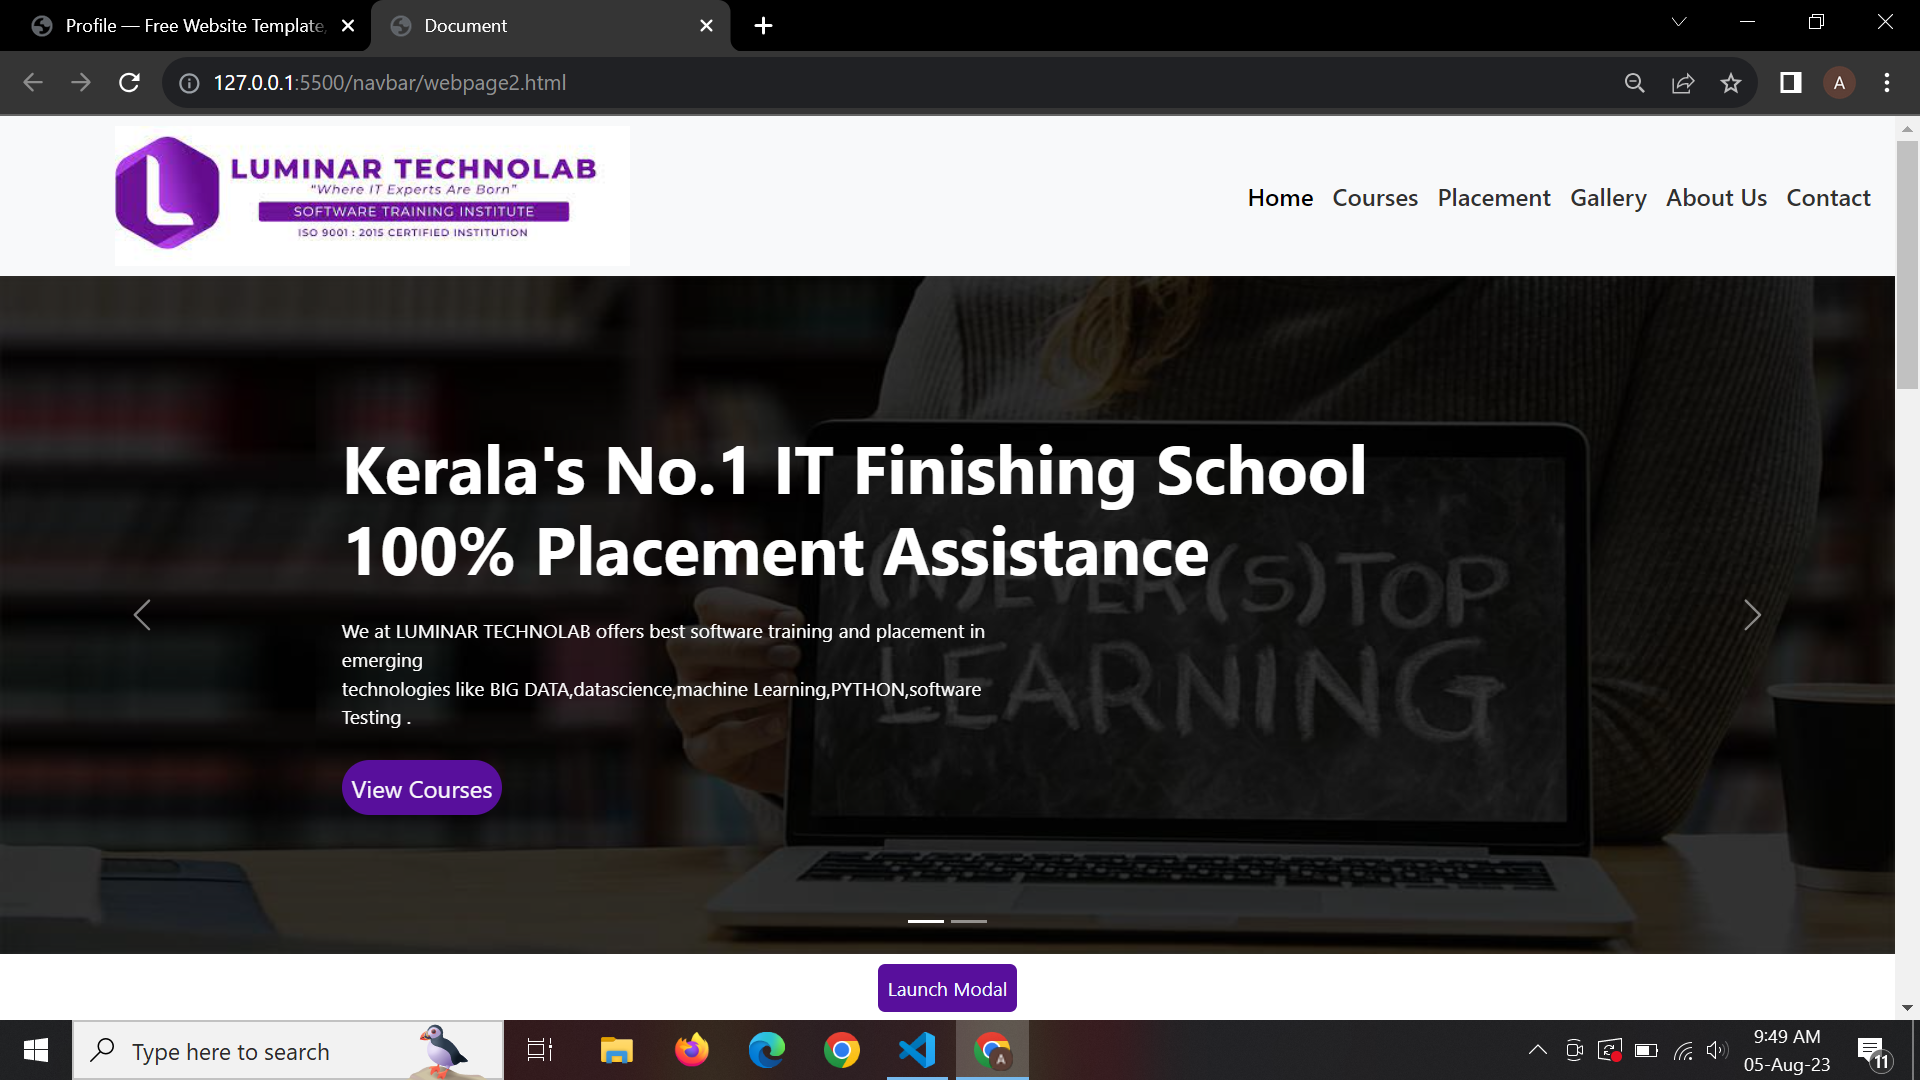 Profile — Free Website Template,
Document
127.0.0.1:5500/navbar/webpage2.html
A
LUMINAR TECHNOLAB
"Where IT Experts Are Born"
SOFTWARE TRAINING INSTITUTE
ISO 9001 : 2015 CERTIFIED INSTITUTION
Home Courses Placement Gallery About Us Contact
Kerala's No.1 IT Finishing School
100% Placement Assistance
(N)EVER(S)TOP
LEARNING
We at LUMINAR TECHNOLAB offers best software training and placement in
emerging
technologies like BIG DATA,datascience,machine Learning,PYTHON,software
Testing .
View Courses
Launch Modal
Type here to search
A
9:49 AM
05-Aug-23
11